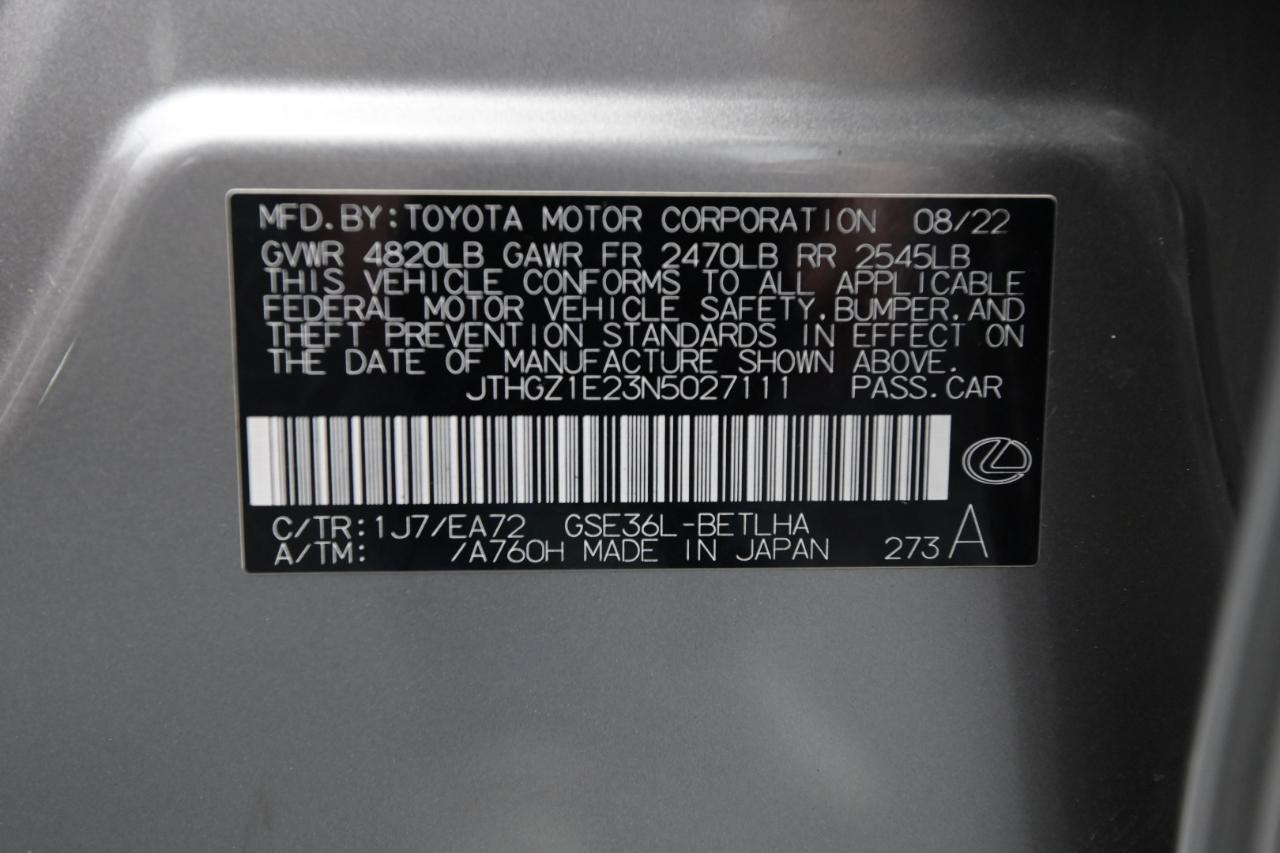 MFD.BY:TOYOTA MOTOR CORPORATION 08/22
GVWR 4820LB GAWR FR 2470LB RR 2545LB
THIS VEHICLE CONFORMS TO ALL APPLICABLE
FEDERAL MOTOR VEHICLE SAFETY,BUMPER,AND
THEFT PREVENTION STANDARDS IN EFFECT ON
THE DATE OF MANUFACTURE SHOWN ABOVE.
JTHGZ1E23N5027111 PASS.CAR
C/TR:1J7/EA72 GSE36L-BETLHA
A/TM: /A760H MADE IN JAPAN 273 A